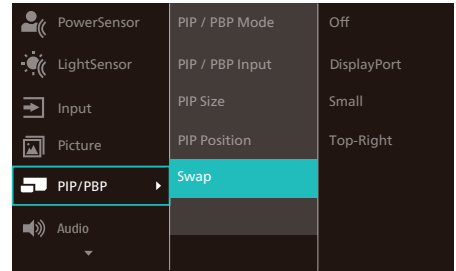 PowerSensor PIP / PBP Mode Off
LightSensor PIP / PBP Input DisplayPort
Input PIP Size Small
Picture PIP Position Top-Right
PIP/PBP Swap
Audio